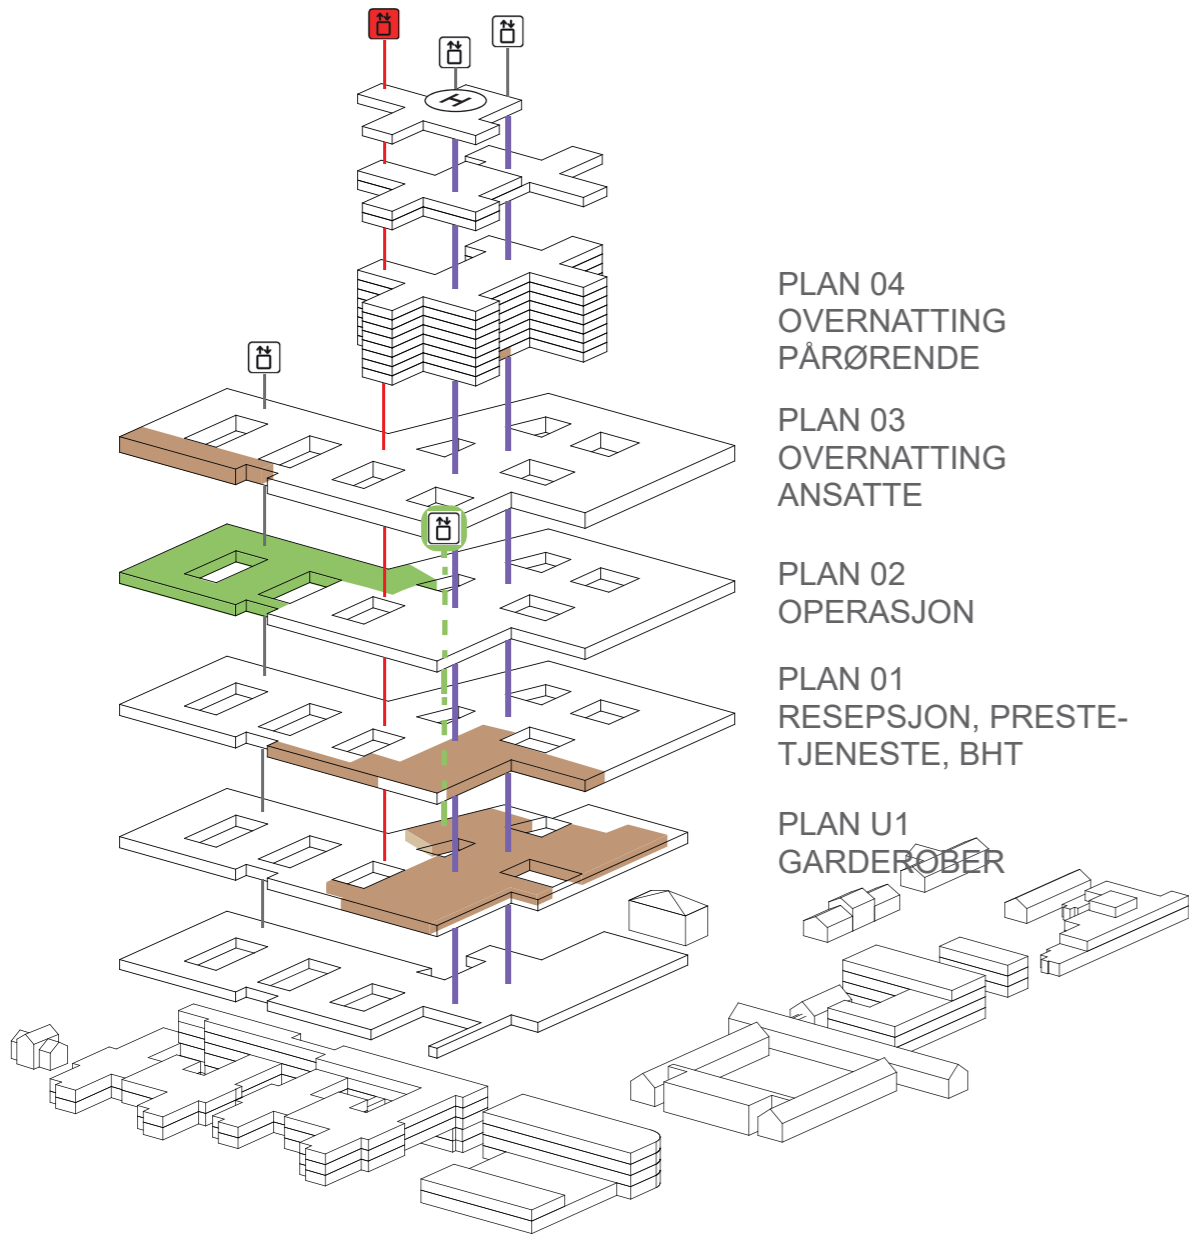 H
PLAN 04
OVERNATTING
PÅRØRENDE
PLAN 03
OVERNATTING
ANSATTE
PLAN 02
OPERASJON
PLAN 01
RESEPSJON, PRESTE-
TJENESTE, BHT
PLAN U1
GARDEROBER